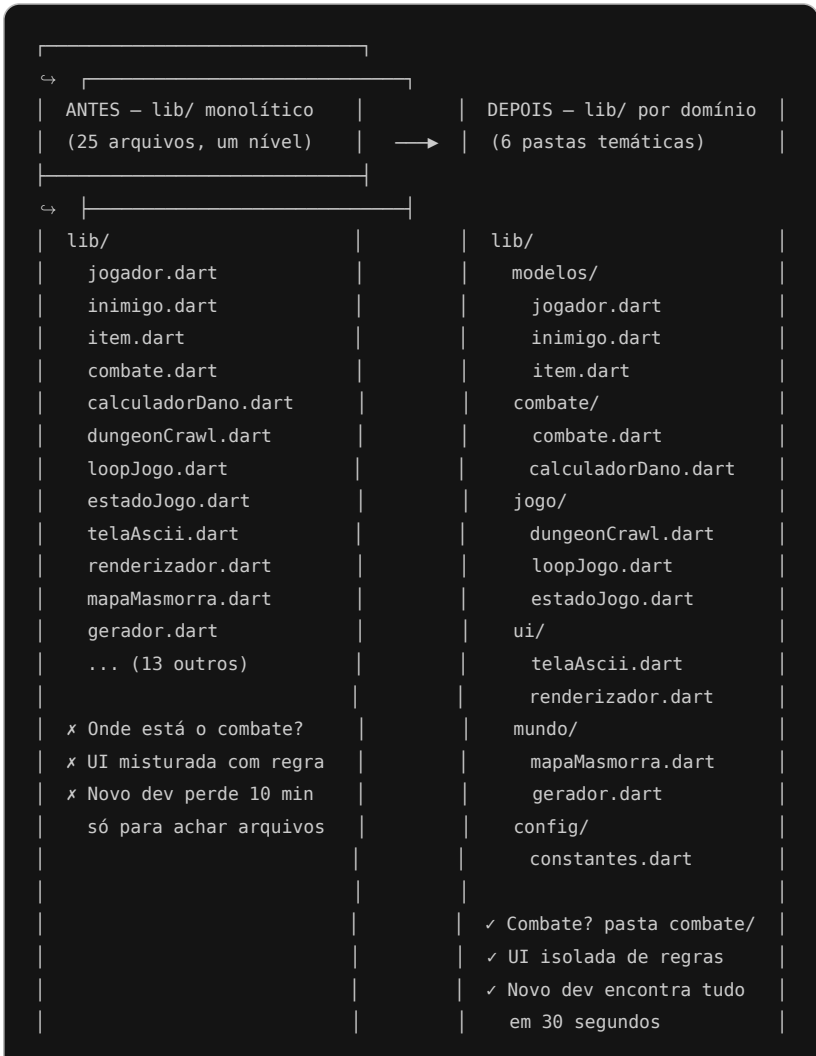 ┌──────────────────────────────┐
↪  ┌──────────────────────────────┐
│  ANTES — lib/ monolítico    │         │  DEPOIS — lib/ por domínio  │
│  (25 arquivos, um nível)    │   ───▶  │  (6 pastas temáticas)       │
├──────────────────────────────┤
↪  ├──────────────────────────────┤
│  lib/                       │         │  lib/                       │
│    jogador.dart             │         │    modelos/                 │
│    inimigo.dart             │         │      jogador.dart           │
│    item.dart                │         │      inimigo.dart           │
│    combate.dart             │         │      item.dart              │
│    calculadorDano.dart      │         │    combate/                 │
│    dungeonCrawl.dart        │         │      combate.dart           │
│    loopJogo.dart            │         │      calculadorDano.dart    │
│    estadoJogo.dart          │         │    jogo/                    │
│    telaAscii.dart           │         │      dungeonCrawl.dart      │
│    renderizador.dart        │         │      loopJogo.dart          │
│    mapaMasmorra.dart        │         │      estadoJogo.dart        │
│    gerador.dart             │         │    ui/                      │
│    ... (13 outros)          │         │      telaAscii.dart         │
│                             │         │      renderizador.dart      │
│  ✗ Onde está o combate?     │         │    mundo/                   │
│  ✗ UI misturada com regra   │         │      mapaMasmorra.dart      │
│  ✗ Novo dev perde 10 min    │         │      gerador.dart           │
│    só para achar arquivos   │         │    config/                  │
│                             │         │      constantes.dart        │
│                             │         │                             │
│                             │         │  ✓ Combate? pasta combate/  │
│                             │         │  ✓ UI isolada de regras     │
│                             │         │  ✓ Novo dev encontra tudo   │
│                             │         │    em 30 segundos           │